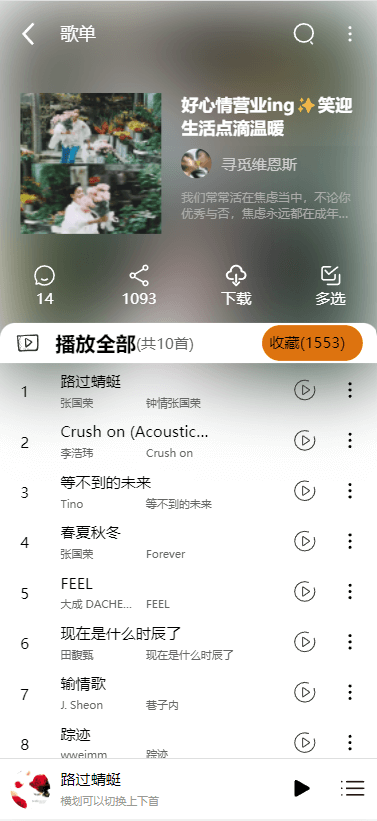 歌单
好心情营业ing✨笑迎
生活点滴温暖
寻觅维恩斯
我们常常活在焦虑当中，不论你
优秀与否，焦虑永远都在成年...
14 1093 下载 多选
播放全部(共10首) 收藏(1553)
1 路过蜻蜓
张国荣 钟情张国荣
2 Crush on (Acoustic...
李浩玮 Crush on
3 等不到的未来
Tino 等不到的未来
4 春夏秋冬
张国荣 Forever
5 FEEL
大成 DACHE... FEEL
6 现在是什么时辰了
田馥甄 现在是什么时辰了
7 输情歌
J. Sheon 巷子内
8 踪迹
wweimm 踪迹
路过蜻蜓
横划可以切换上下首